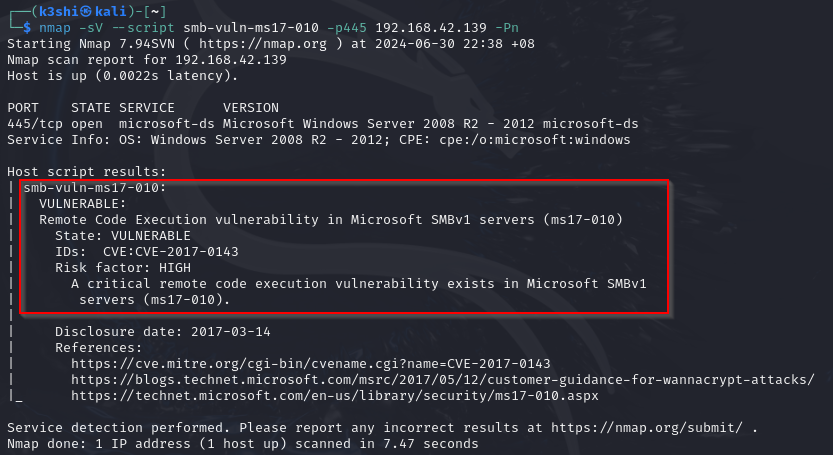 ┌──(k3shi㉿kali)-[~]
└─$ nmap -sV --script smb-vuln-ms17-010 -p445 192.168.42.139 -Pn
Starting Nmap 7.94SVN ( https://nmap.org ) at 2024-06-30 22:38 +08
Nmap scan report for 192.168.42.139
Host is up (0.0022s latency).

PORT    STATE SERVICE      VERSION
445/tcp open  microsoft-ds Microsoft Windows Server 2008 R2 - 2012 microsoft-ds
Service Info: OS: Windows Server 2008 R2 - 2012; CPE: cpe:/o:microsoft:windows

Host script results:
| smb-vuln-ms17-010:
|   VULNERABLE:
|   Remote Code Execution vulnerability in Microsoft SMBv1 servers (ms17-010)
|     State: VULNERABLE
|     IDs:  CVE:CVE-2017-0143
|     Risk factor: HIGH
|       A critical remote code execution vulnerability exists in Microsoft SMBv1
|        servers (ms17-010).
|
|     Disclosure date: 2017-03-14
|     References:
|       https://cve.mitre.org/cgi-bin/cvename.cgi?name=CVE-2017-0143
|       https://blogs.technet.microsoft.com/msrc/2017/05/12/customer-guidance-for-wannacrypt-attacks/
|_      https://technet.microsoft.com/en-us/library/security/ms17-010.aspx

Service detection performed. Please report any incorrect results at https://nmap.org/submit/ .
Nmap done: 1 IP address (1 host up) scanned in 7.47 seconds